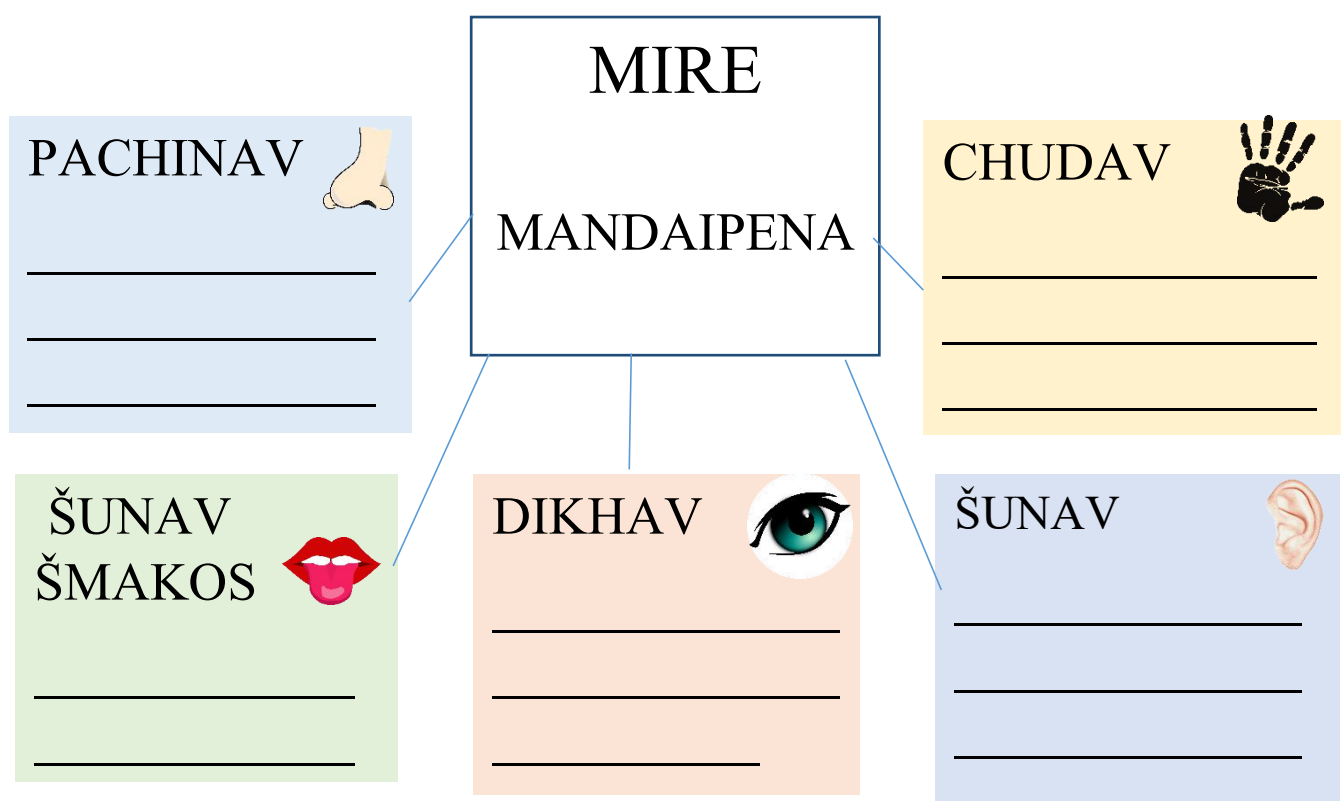 MIRE
MANDAIPENA
PACHINAV
CHUDAV
ŠUNAV
ŠMAKOS
DIKHAV
ŠUNAV